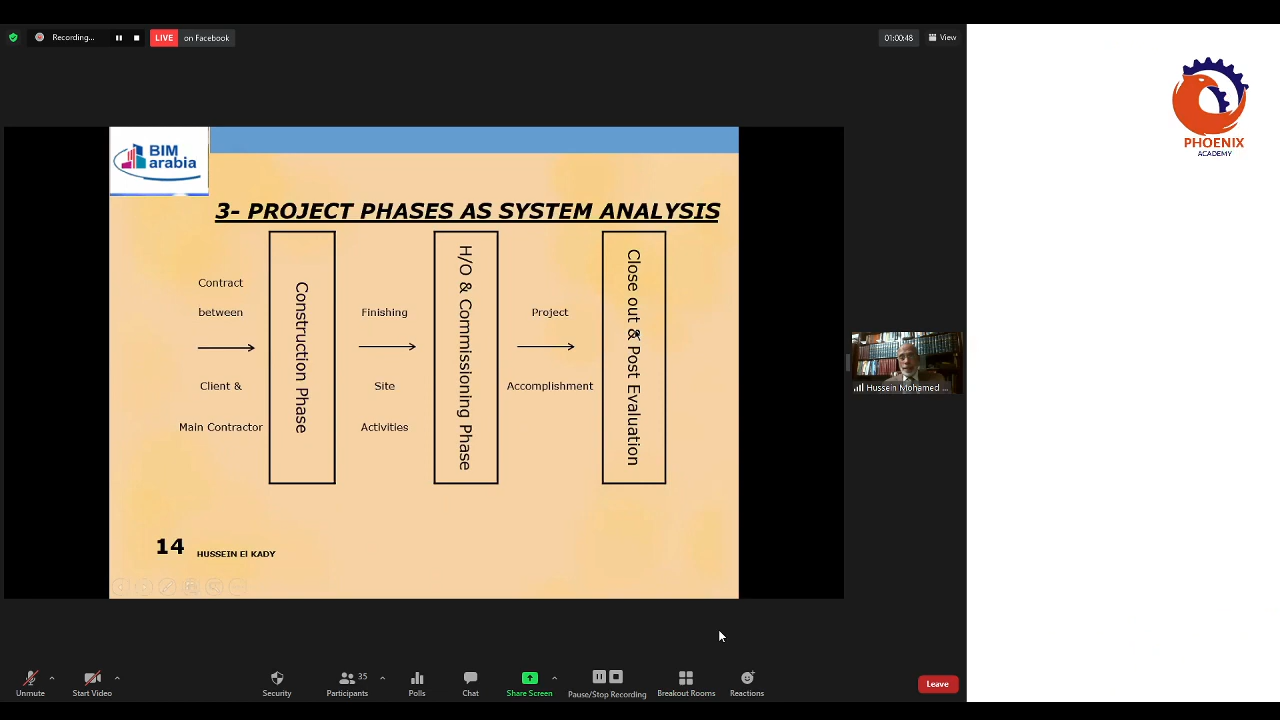 Recording...
LIVE
on Facebook
01:00:48
View
PHOENIX
ACADEMY
BIM
arabia
3- PROJECT PHASES AS SYSTEM ANALYSIS
Contract
between
Client &
Main Contractor
Construction Phase
Finishing
Site
Activities
H/O & Commissioning Phase
Project
Accomplishment
Close out & Post Evaluation
14
HUSSEIN El KADY
Hussein Mohamed ...
Unmute
Start Video
Security
Participants
35
Polls
Chat
Share Screen
Pause/Stop Recording
Breakout Rooms
Reactions
Leave